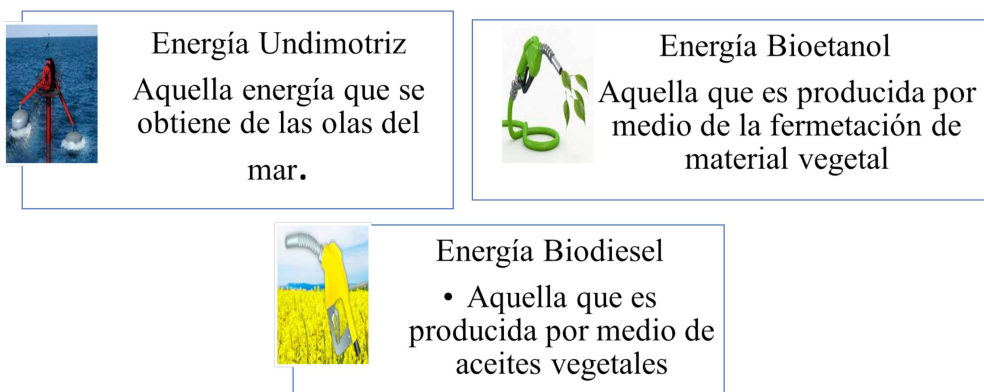 Energía Undimotriz
Aquella energía que se
obtiene de las olas del
mar.
Energía Bioetanol
Aquella que es producida por
medio de la fermetación de
material vegetal
Energía Biodiesel
• Aquella que es
producida por medio de
aceites vegetales